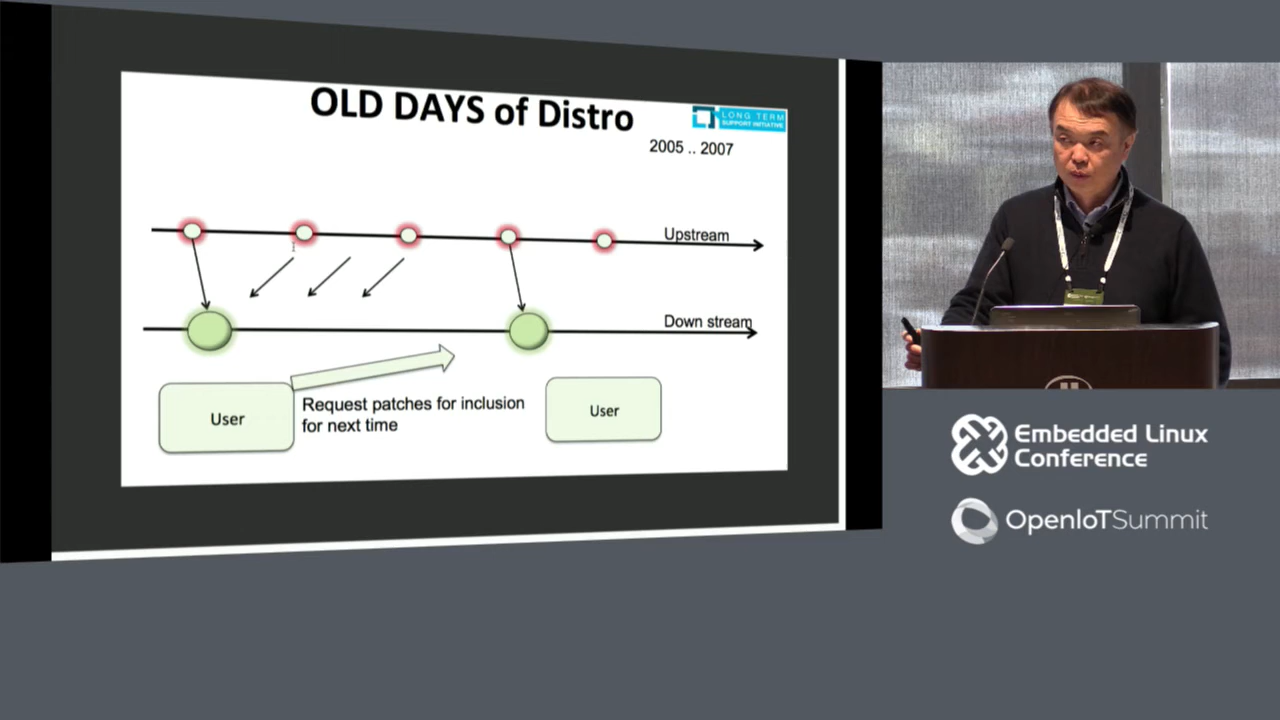 OLD DAYS of Distro
LONG TERM
SUPPORT INITIATIVE
2005 .. 2007
Upstream
Down stream
User
Request patches for inclusion
for next time
User
Embedded Linux
Conference
OpenIoTSummit